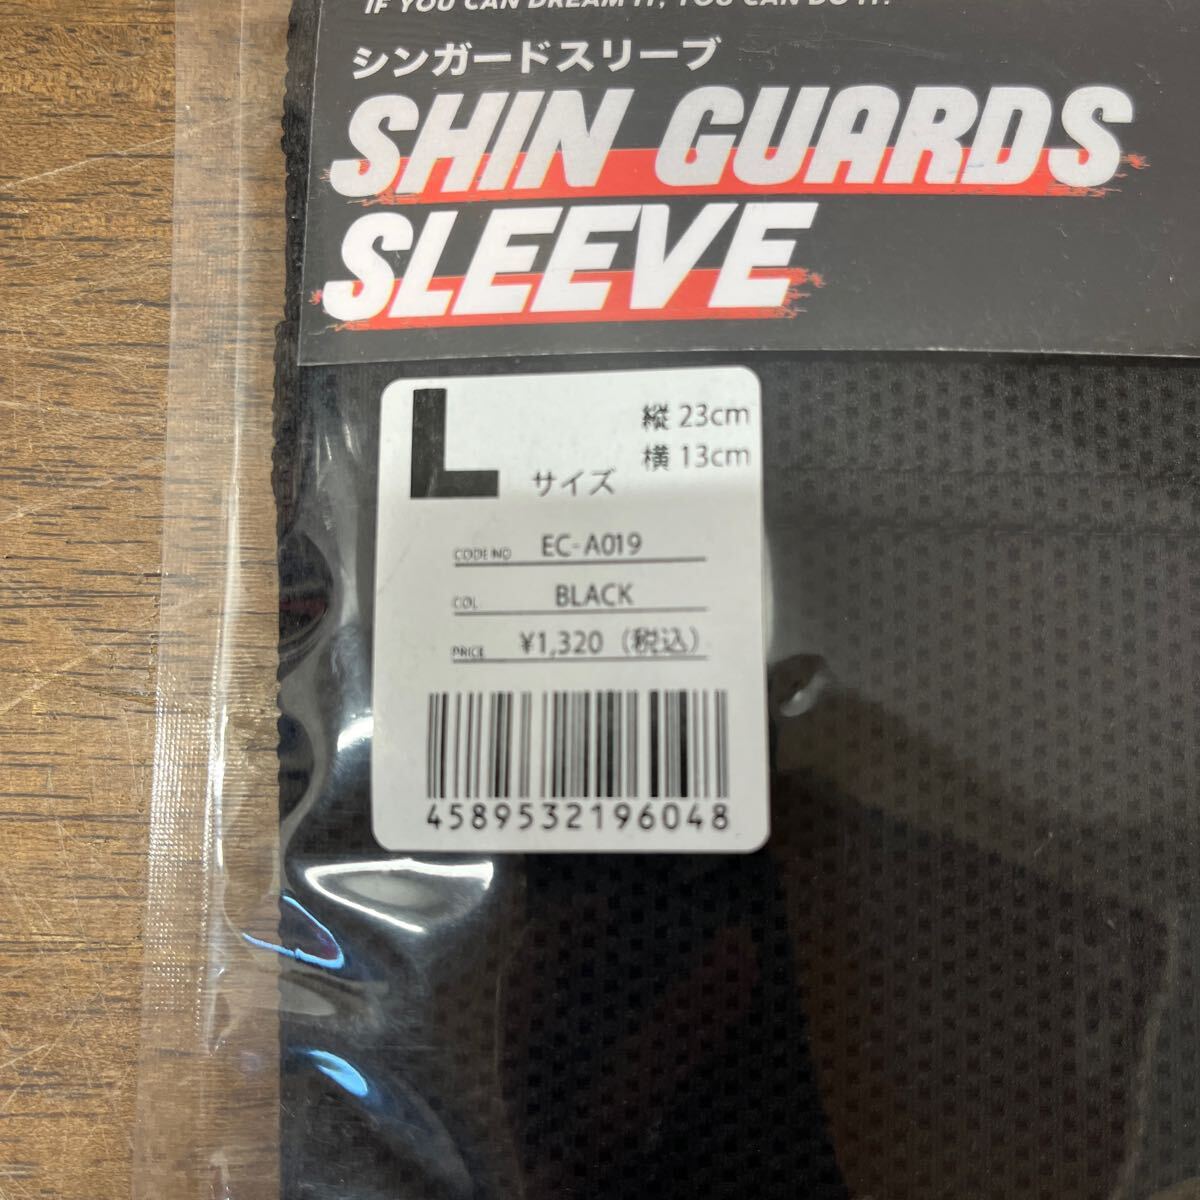 IF YOU CAN DREAM IT, YOU CAN DO IT.
シンガードスリーブ
SHIN GUARDS
SLEEVE
L サイズ
縦 23cm
横 13cm
CODE NO EC-A019
COL. BLACK
PRICE ¥1,320（税込）
4589532196048